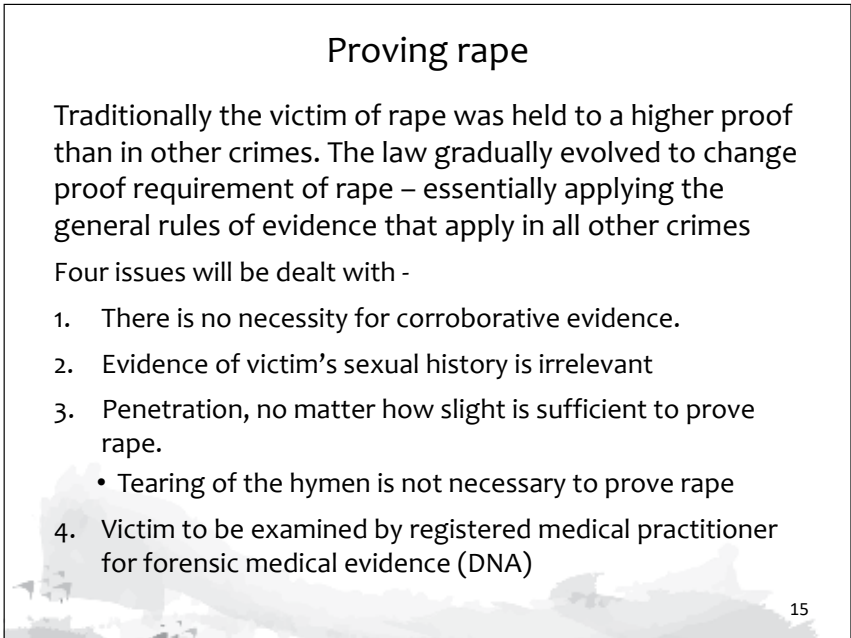 Proving rape
Traditionally the victim of rape was held to a higher proof
than in other crimes. The law gradually evolved to change
proof requirement of rape – essentially applying the
general rules of evidence that apply in all other crimes
Four issues will be dealt with -
1. There is no necessity for corroborative evidence.
2. Evidence of victim’s sexual history is irrelevant
3. Penetration, no matter how slight is sufficient to prove
rape.
• Tearing of the hymen is not necessary to prove rape
4. Victim to be examined by registered medical practitioner
for forensic medical evidence (DNA)
15